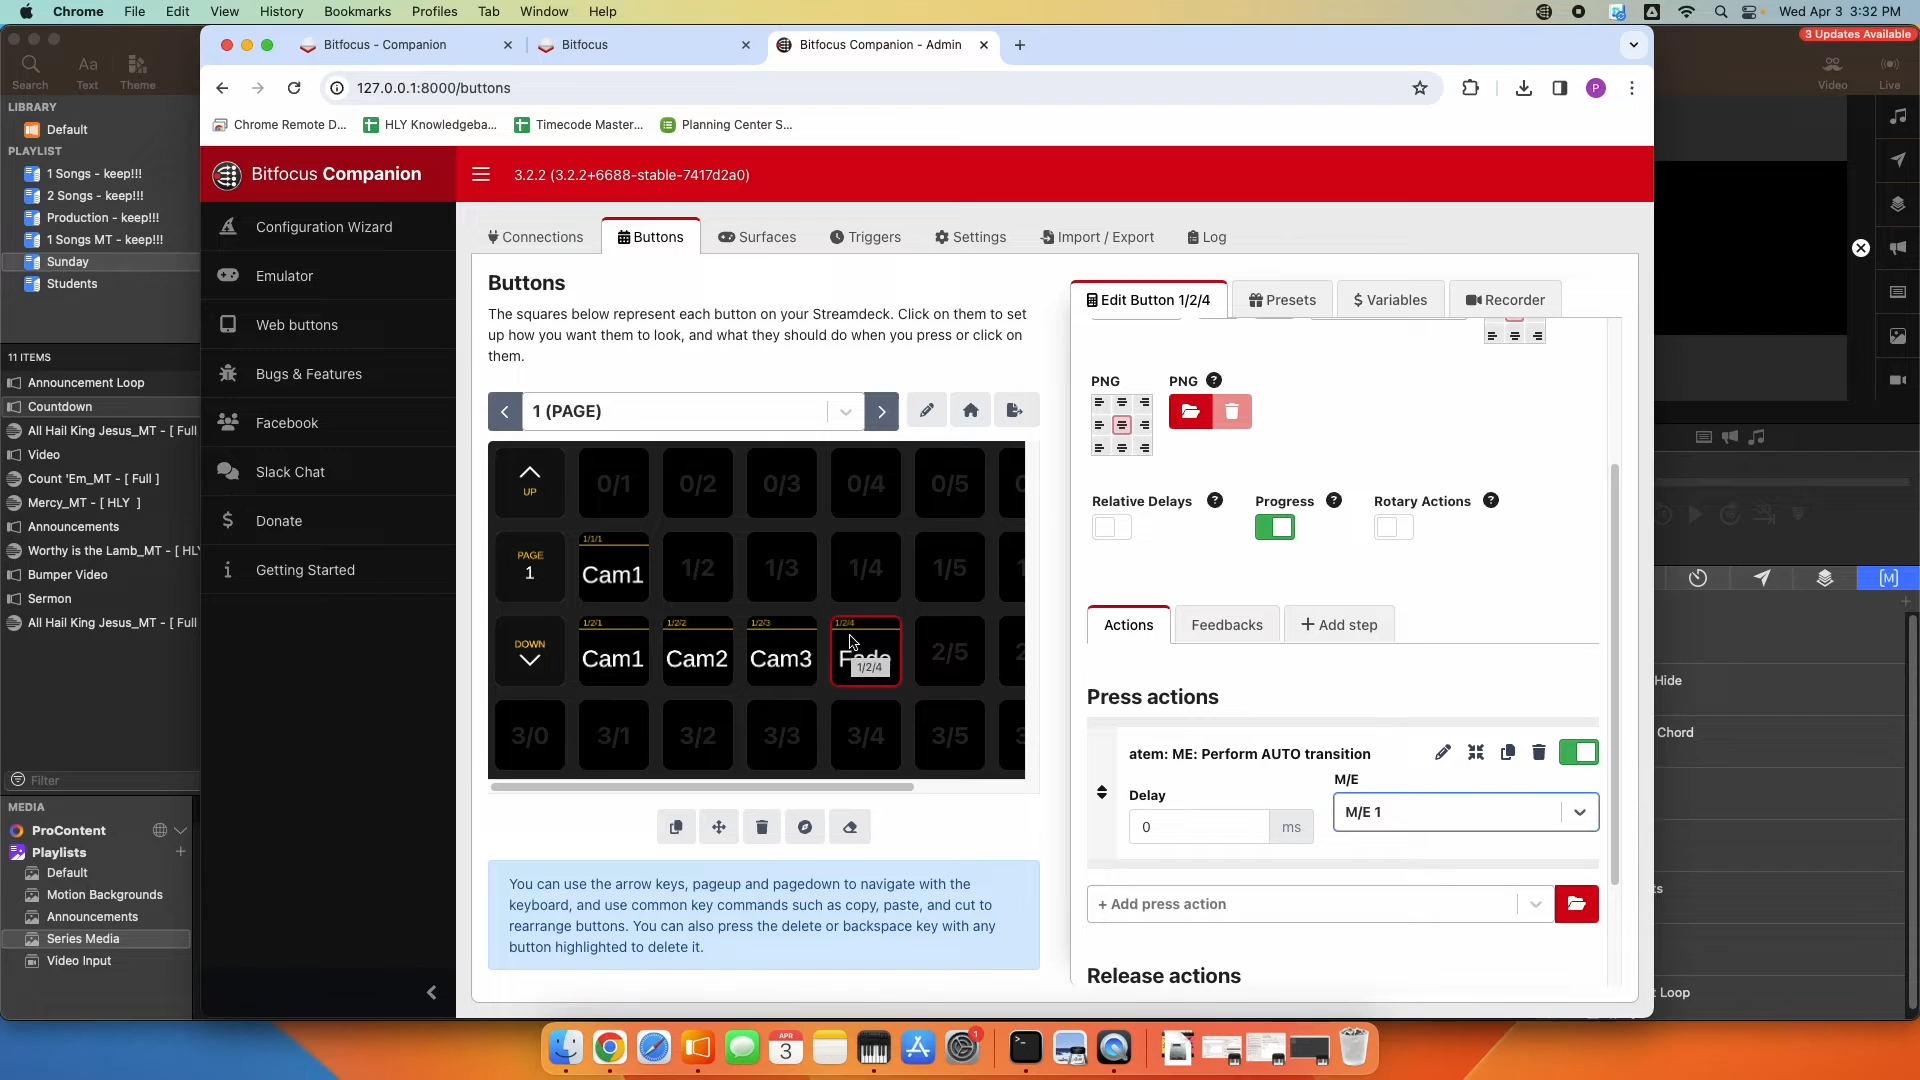 Chrome File Edit View History Bookmarks Profiles Tab Window Help Wed Apr 3 3:32 PM
Search
Text
Theme
LIBRARY
Default
PLAYLIST
1 Songs - keep!!!
2 Songs - keep!!!
Production - keep!!!
1 Songs MT - keep!!!
Sunday
Students
11 ITEMS
Announcement Loop
Countdown
All Hail King Jesus_MT - [ Full
Video
Count 'Em_MT - [ Full ]
Mercy_MT - [ HLY ]
Announcements
Worthy is the Lamb_MT - [ HLY
Bumper Video
Sermon
All Hail King Jesus_MT - [ Full
Filter
MEDIA
ProContent
Playlists
Default
Motion Backgrounds
Announcements
Series Media
Video Input
Bitfocus - Companion
Bitfocus
Bitfocus Companion - Admin
127.0.0.1:8000/buttons
P
Chrome Remote D...
HLY Knowledgeba...
Timecode Master...
Planning Center S...
Bitfocus Companion
3.2.2 (3.2.2+6688-stable-7417d2a0)
Configuration Wizard
Emulator
Web buttons
Bugs & Features
Facebook
Slack Chat
Donate
Getting Started
Connections
Buttons
Surfaces
Triggers
Settings
Import / Export
Log
Buttons
The squares below represent each button on your Streamdeck. Click on them to set
up how you want them to look, and what they should do when you press or click on
them.
1 (PAGE)
UP 0/1 0/2 0/3 0/4 0/5
PAGE 1 1/1/1 Cam1 1/2 1/3 1/4 1/5
DOWN 1/2/1 Cam1 1/2/2 Cam2 1/2/3 Cam3 1/2/4 Fade 2/5
1/2/4
3/0 3/1 3/2 3/3 3/4 3/5
You can use the arrow keys, pageup and pagedown to navigate with the
keyboard, and use common key commands such as copy, paste, and cut to
rearrange buttons. You can also press the delete or backspace key with any
button highlighted to delete it.
Edit Button 1/2/4
Presets
$ Variables
Recorder
PNG
PNG
Relative Delays
Progress
Rotary Actions
Actions
Feedbacks
+ Add step
Press actions
atem: ME: Perform AUTO transition
Delay
0 ms
M/E
M/E 1
+ Add press action
Release actions
3 Updates Available
Video
Live
[M]
Hide
Chord
ts
t Loop
APR
3
1